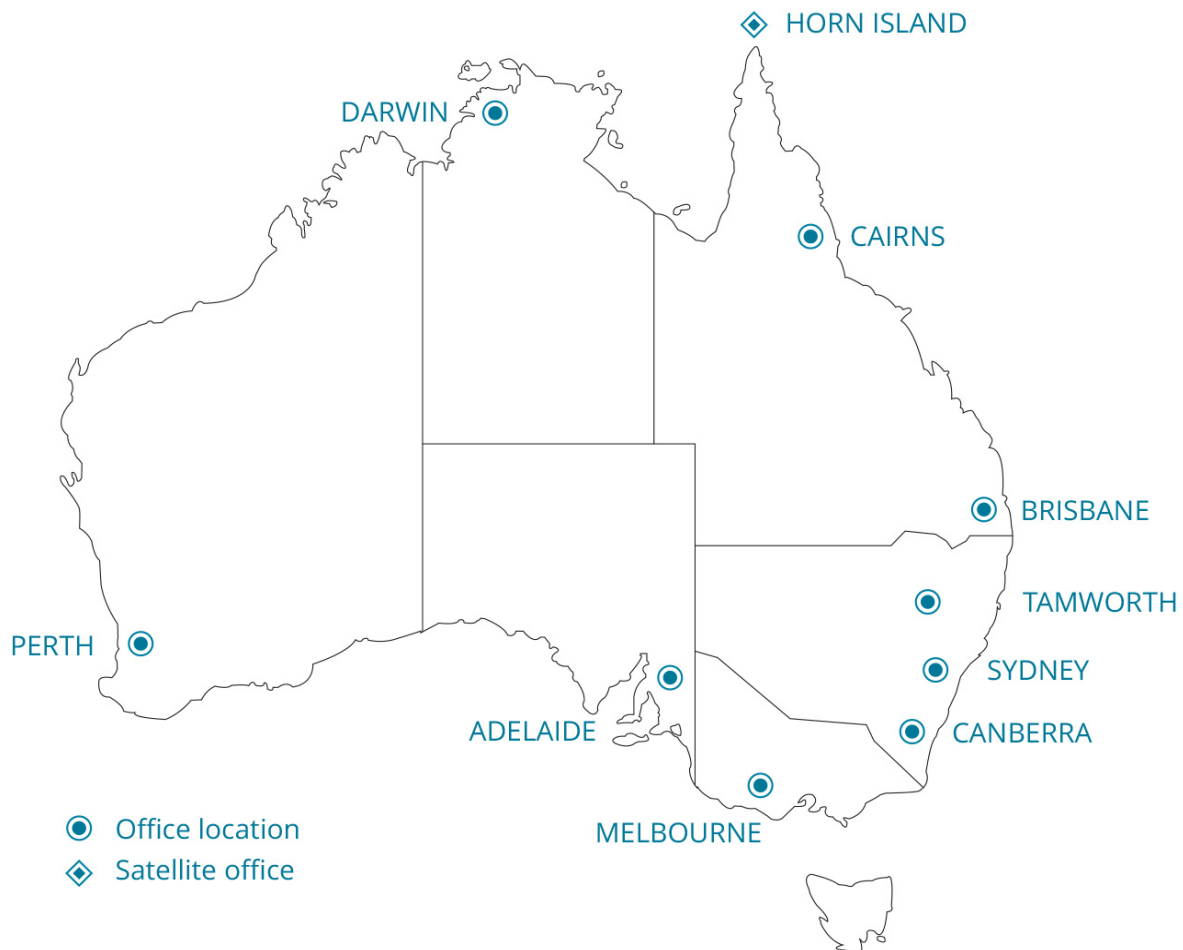 HORN ISLAND
DARWIN
CAIRNS
BRISBANE
TAMWORTH
PERTH
SYDNEY
ADELAIDE
CANBERRA
MELBOURNE
Office location
Satellite office